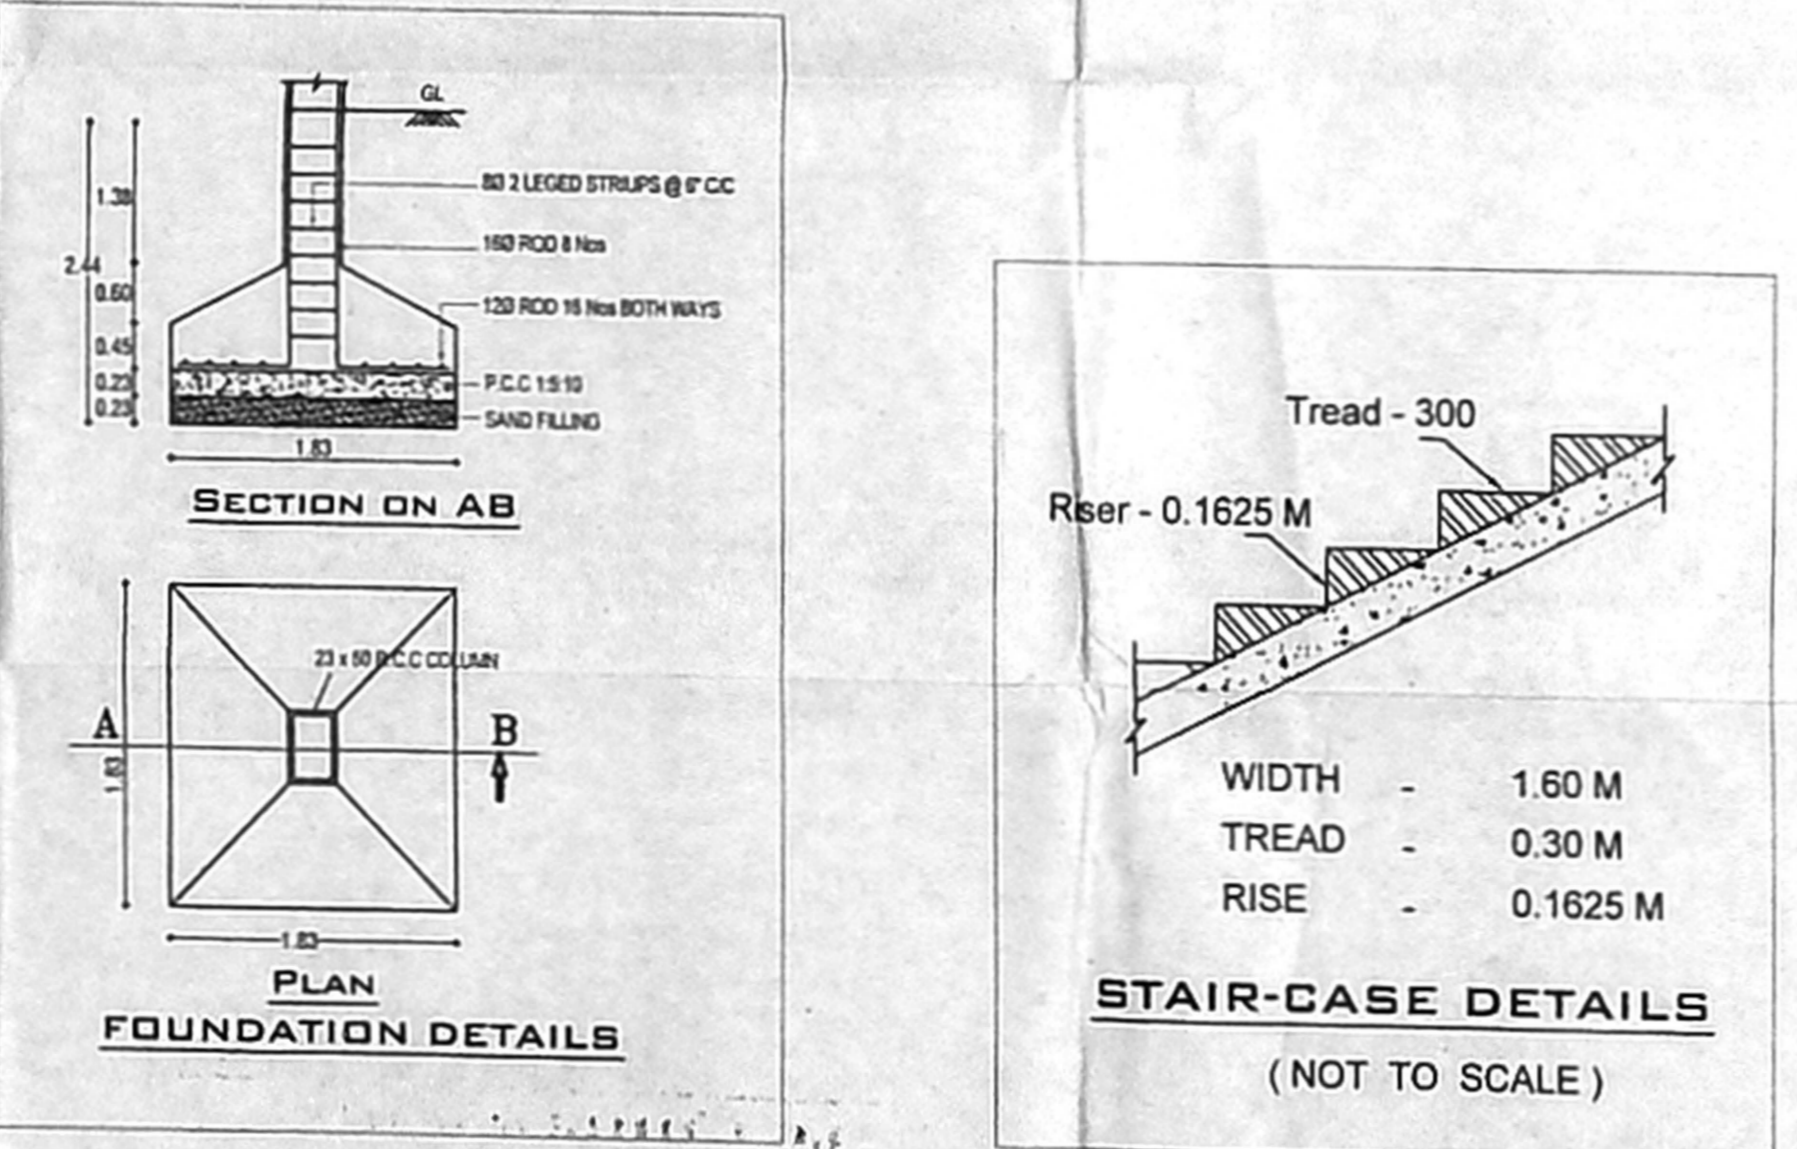 GL
8Ø 2 LEGED STRIUPS @ 6" C/C
1.38
16Ø ROD 8 Nos
2.44
0.60
12Ø ROD 16 Nos BOTH WAYS
0.45
0.23
P.C.C 1:5:10
0.23
SAND FILLING
1.83
SECTION ON AB
23 x 60 R.C.C COLUMN
A
B
1.83
1.83
PLAN
FOUNDATION DETAILS
Tread - 300
Riser - 0.1625 M
WIDTH - 1.60 M
TREAD - 0.30 M
RISE - 0.1625 M
STAIR-CASE DETAILS
(NOT TO SCALE)